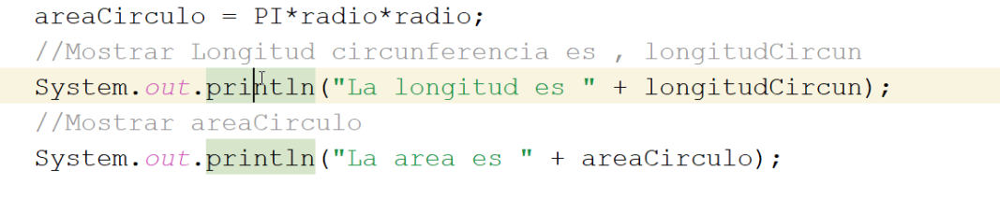 areaCirculo = PI*radio*radio;
//Mostrar Longitud circunferencia es , longitudCircun
System.out.println("La longitud es " + longitudCircun);
//Mostrar areaCirculo
System.out.println("La area es " + areaCirculo);